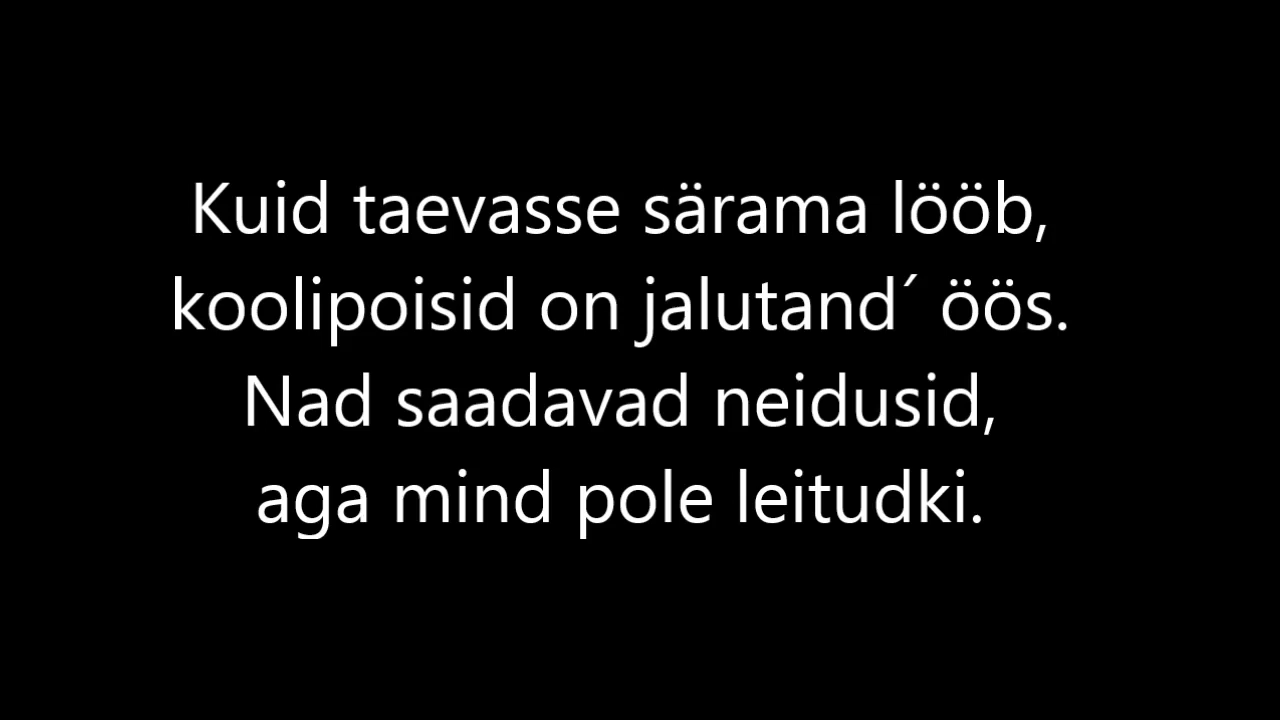 Kuid taevasse särama lööb,
koolipoisid on jalutand´ öös.
Nad saadavad neidusid,
aga mind pole leitudki.